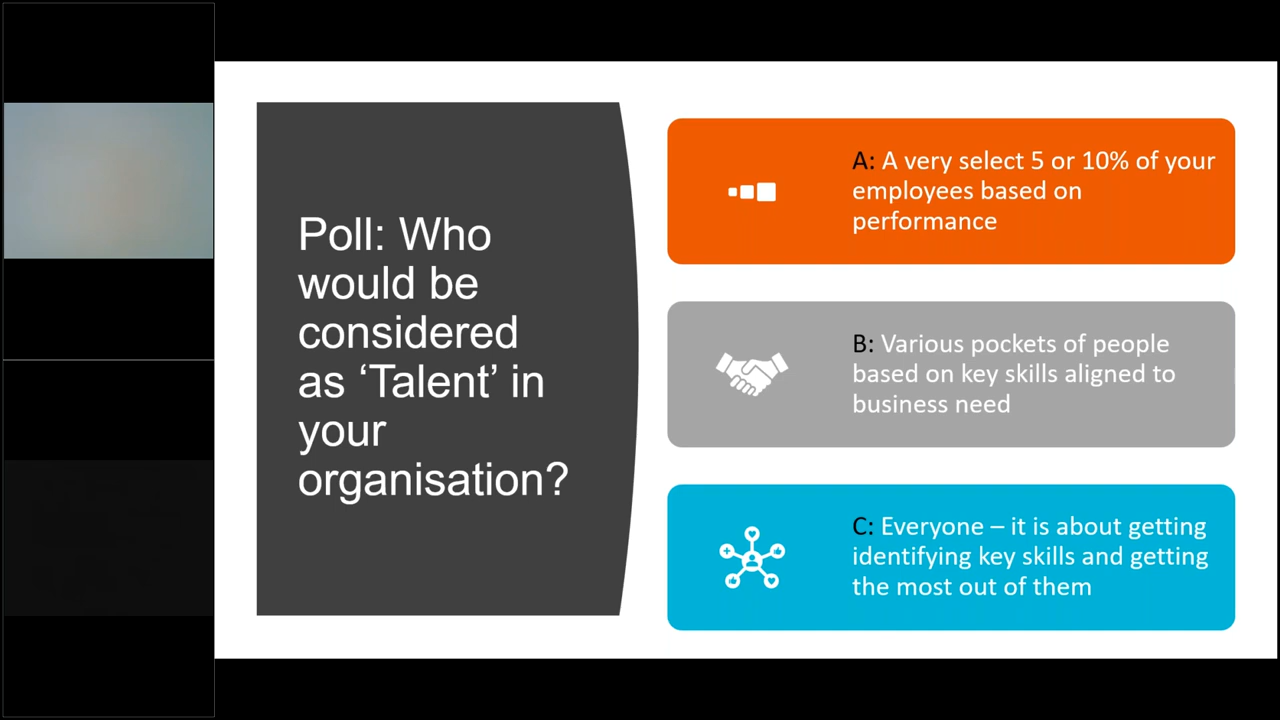 Poll: Who
would be
considered
as ‘Talent’ in
your
organisation?
A: A very select 5 or 10% of your
employees based on
performance
B: Various pockets of people
based on key skills aligned to
business need
C: Everyone – it is about getting
identifying key skills and getting
the most out of them